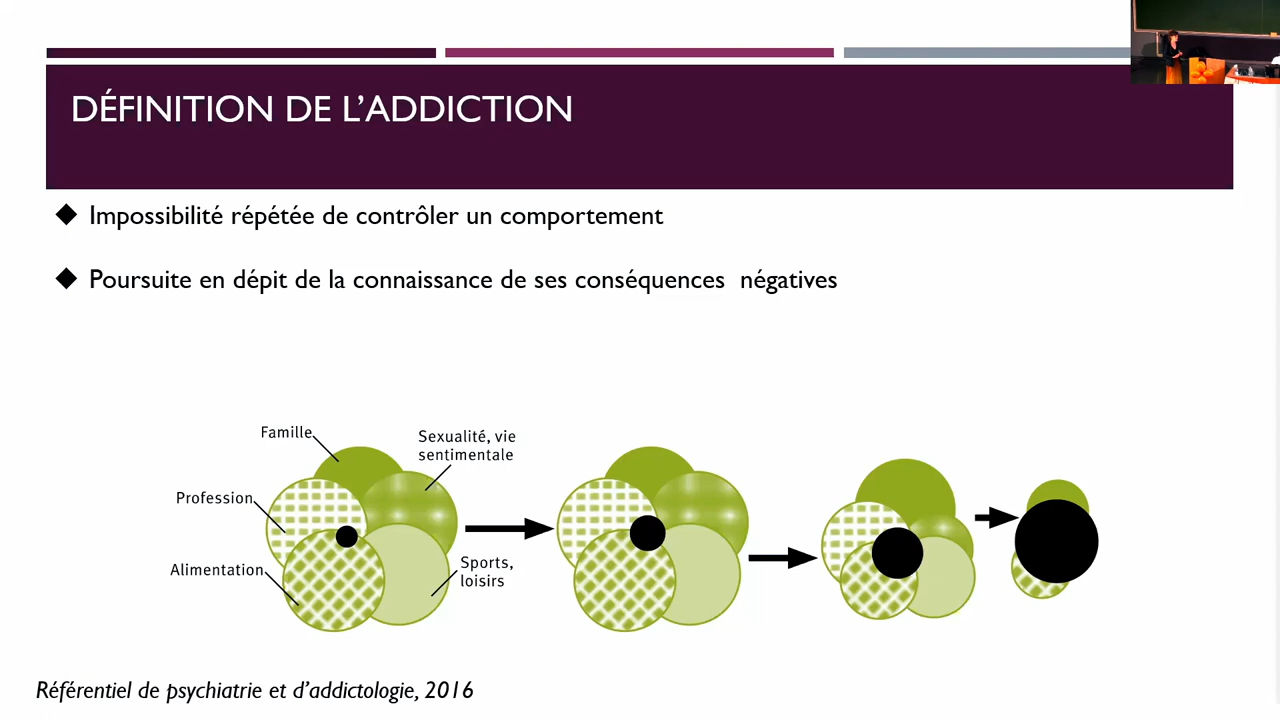 DÉFINITION DE L'ADDICTION
Impossibilité répétée de contrôler un comportement
Poursuite en dépit de la connaissance de ses conséquences négatives
Famille
Sexualité, vie
sentimentale
Profession
Alimentation
Sports,
loisirs
Référentiel de psychiatrie et d'addictologie, 2016